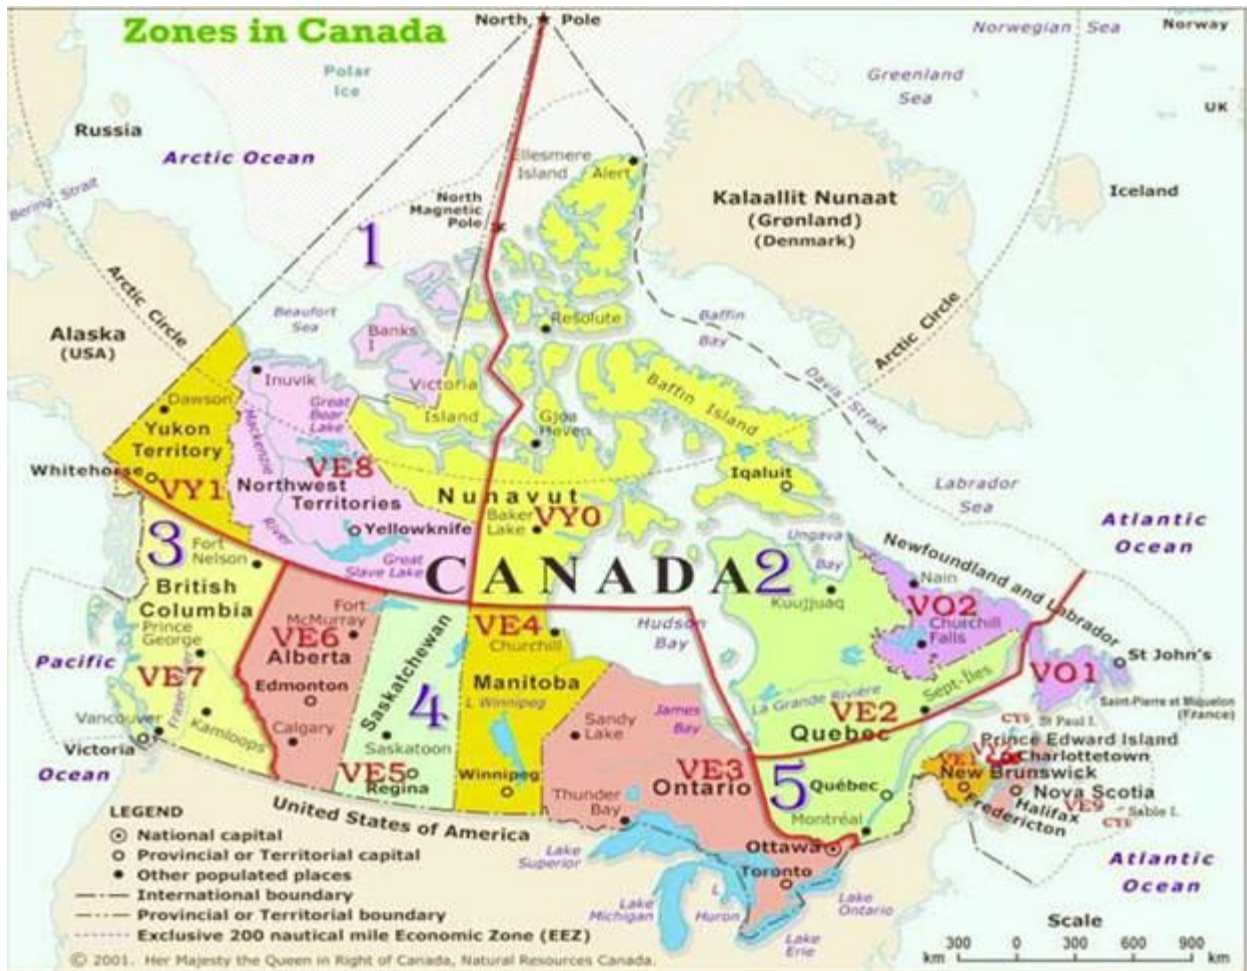 Zones in Canada
North Pole
Norwegian Sea
Norway
Polar
Ice
Greenland
Sea
UK
Russia
Arctic Ocean
Ellesmere
Island
Alert
North
Magnetic
Pole
Kalaallit Nunaat
(Grønland)
(Denmark)
Iceland
Bering Strait
1
Arctic Circle
Beaufort
Sea
Banks
I
Resolute
Baffin
Bay
Arctic Circle
Alaska
(USA)
Inuvik
Victoria
Island
Baffin Island
Davis Strait
Dawson
Yukon
Territory
Great
Bear
Lake
Gjoa
Haven
Mackenzie
River
Whitehorse
VY1
VE8
Northwest
Territories
Iqaluit
Labrador
Sea
Nunavut
Baker
Lake
VY0
Yellowknife
Atlantic
Ocean
3
Fort
Nelson
Great
Slave Lake
CANADA
2
Ungava
Bay
Newfoundland and Labrador
British
Columbia
Kuujjuaq
Nain
VO2
Churchill
Falls
Fort
McMurray
VE6
Alberta
Saskatchewan
VE4
Churchill
Hudson
Bay
Prince
George
Pacific
Ocean
VE7
St John's
VO1
Edmonton
Manitoba
L Winnipeg
La Grande Rivière
Sept-Îles
Saint-Pierre et Miquelon
(France)
Vancouver
Kamloops
Calgary
4
Sandy
Lake
James
Bay
VE2
Quebec
CY9 St Paul I.
Victoria
Saskatoon
Prince Edward Island
Charlottetown
VE5
Regina
Winnipeg
VE3
Ontario
5
Québec
VE1
New Brunswick
Nova Scotia
Halifax
VE9
Sable I.
CY0
Fredericton
United States of America
Thunder
Bay
Montréal
LEGEND
National capital
Provincial or Territorial capital
Other populated places
International boundary
Provincial or Territorial boundary
Exclusive 200 nautical mile Economic Zone (EEZ)
Lake
Superior
Ottawa
Toronto
Lake
Michigan
L
Huron
Lake
Ontario
Lake
Erie
Atlantic
Ocean
Scale
300 0 300 600 900
km km
© 2001. Her Majesty the Queen in Right of Canada, Natural Resources Canada.